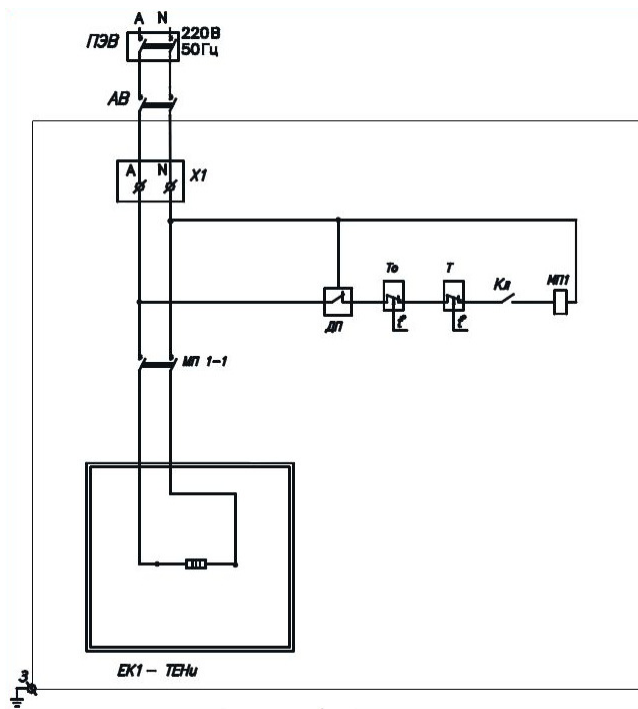 A N
ПЭВ 220В
50Гц
АВ
A N
X1
То Т Кл МП1
ДП t° t°
МП 1-1
ЕК1 - ТЕНи
З